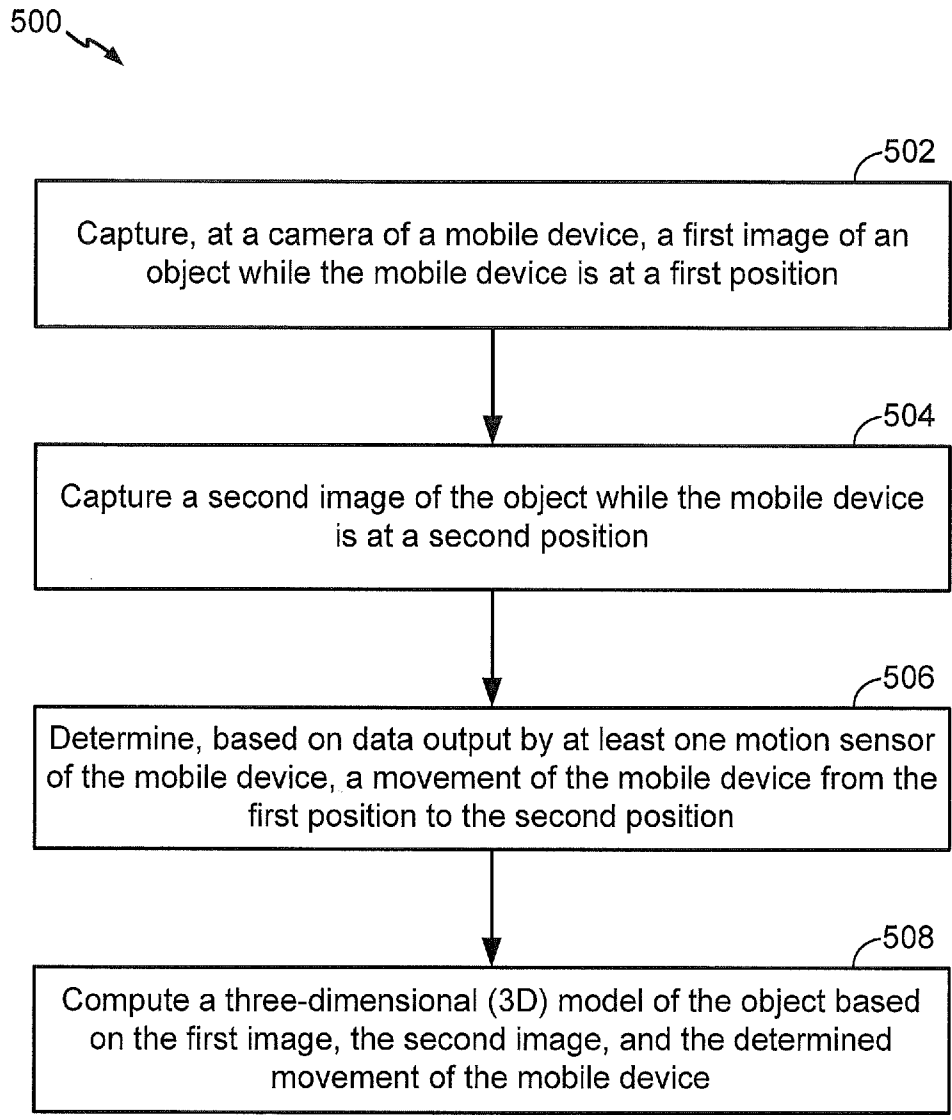 500
502
Capture, at a camera of a mobile device, a first image of an
object while the mobile device is at a first position
504
Capture a second image of the object while the mobile device
is at a second position
506
Determine, based on data output by at least one motion sensor
of the mobile device, a movement of the mobile device from the
first position to the second position
508
Compute a three-dimensional (3D) model of the object based
on the first image, the second image, and the determined
movement of the mobile device